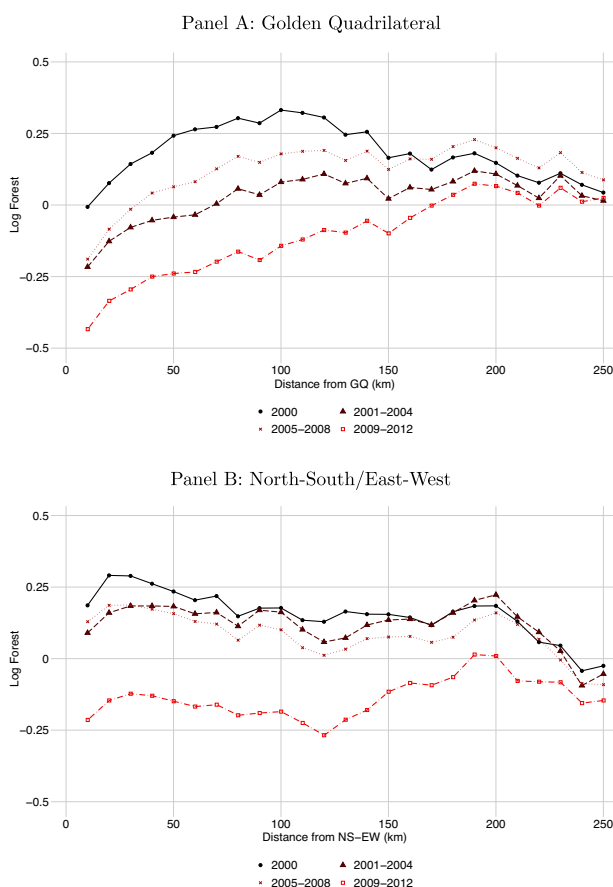 Panel A: Golden Quadrilateral
0.5
0.25
0
−0.25
−0.5
Log Forest
0 50 100 150 200 250
Distance from GQ (km)
2000 2001−2004
2005−2008 2009−2012
Panel B: North-South/East-West
0.5
0.25
0
−0.25
−0.5
Log Forest
0 50 100 150 200 250
Distance from NS−EW (km)
2000 2001−2004
2005−2008 2009−2012